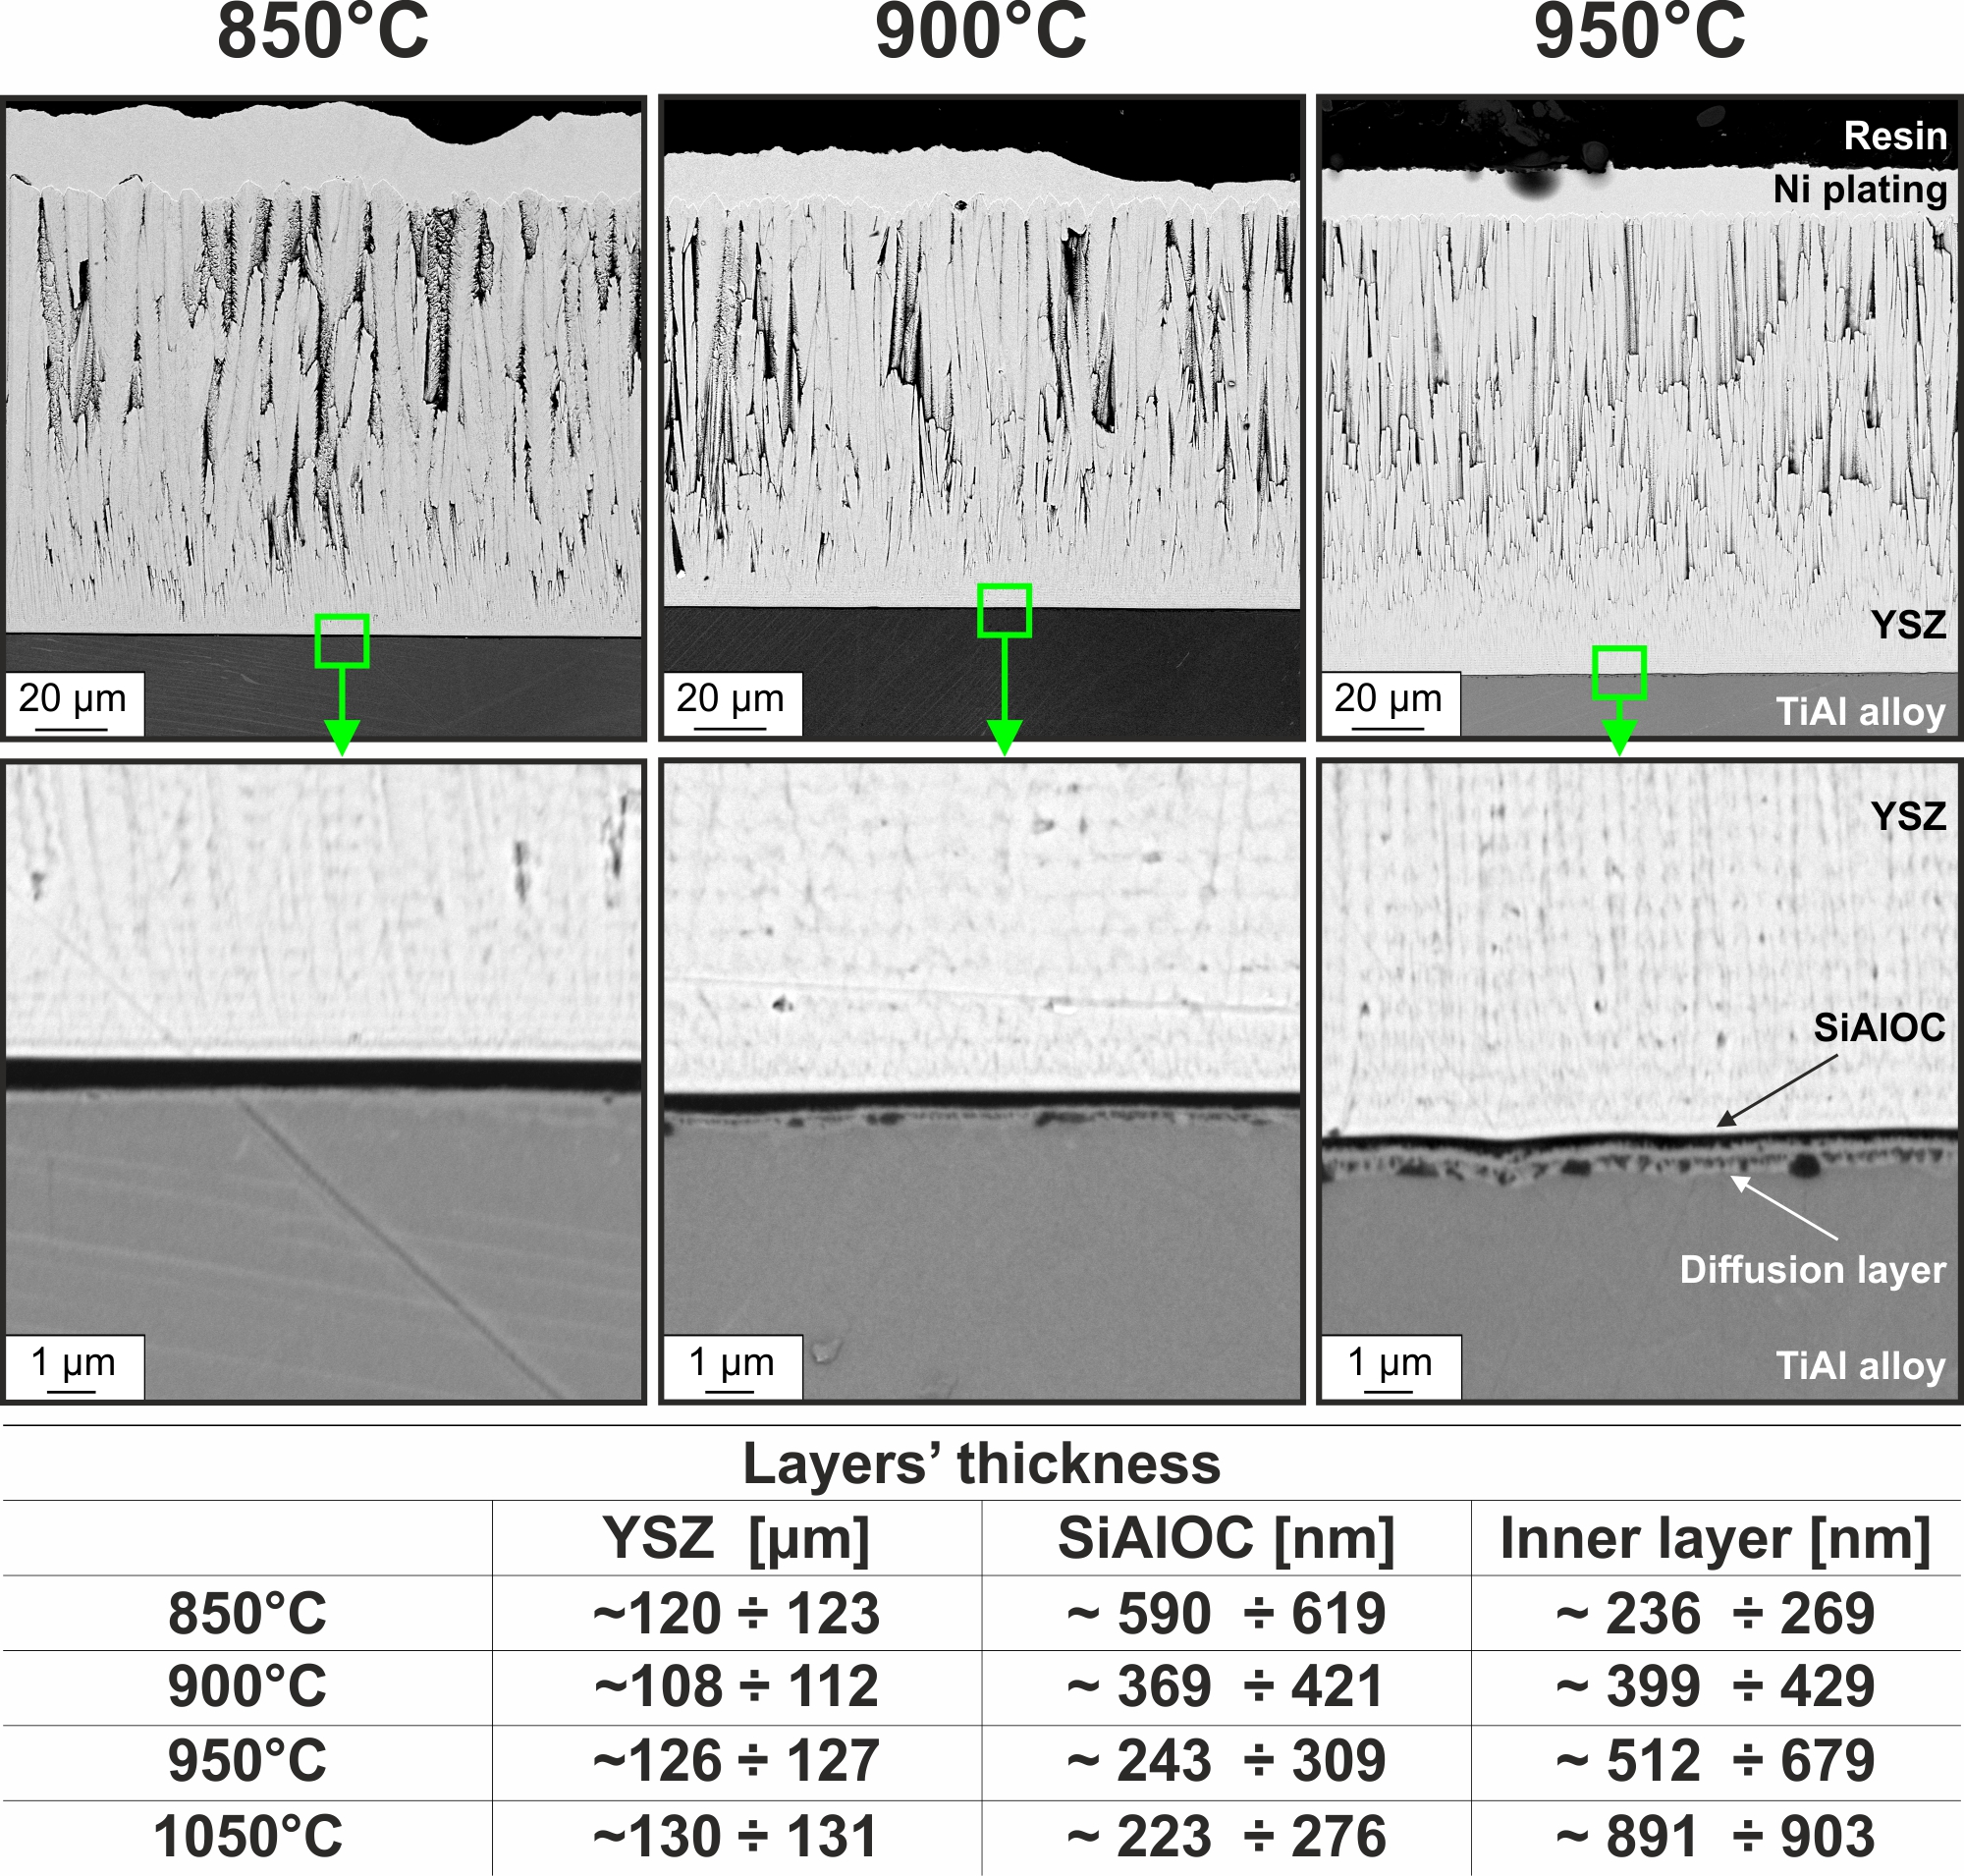 850°C 900°C 950°C
Resin
Ni plating
YSZ
TiAl alloy
20 µm 20 µm 20 µm
YSZ
SiAlOC
Diffusion layer
TiAl alloy
1 µm 1 µm 1 µm
Layers’ thickness
YSZ [µm] SiAlOC [nm] Inner layer [nm]
850°C ~120 ÷ 123 ~ 590 ÷ 619 ~ 236 ÷ 269
900°C ~108 ÷ 112 ~ 369 ÷ 421 ~ 399 ÷ 429
950°C ~126 ÷ 127 ~ 243 ÷ 309 ~ 512 ÷ 679
1050°C ~130 ÷ 131 ~ 223 ÷ 276 ~ 891 ÷ 903